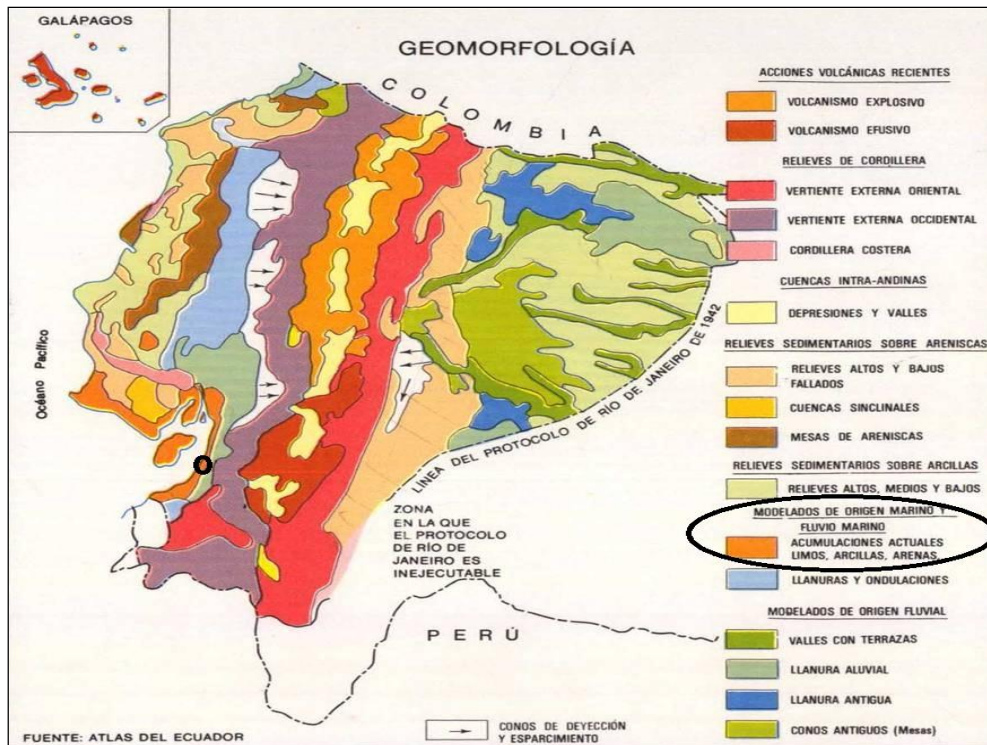 GALÁPAGOS
GEOMORFOLOGÍA
COLOMBIA
Océano Pacífico
LÍNEA DEL PROTOCOLO DE RÍO DE JANEIRO DE 1942
ZONA
EN LA QUE
EL PROTOCOLO
DE RÍO DE
JANEIRO ES
INEJECUTABLE
PERÚ
FUENTE: ATLAS DEL ECUADOR
CONOS DE DEYECCIÓN
Y ESPARCIMIENTO
ACCIONES VOLCÁNICAS RECIENTES
VOLCANISMO EXPLOSIVO
VOLCANISMO EFUSIVO
RELIEVES DE CORDILLERA
VERTIENTE EXTERNA ORIENTAL
VERTIENTE EXTERNA OCCIDENTAL
CORDILLERA COSTERA
CUENCAS INTRA-ANDINAS
DEPRESIONES Y VALLES
RELIEVES SEDIMENTARIOS SOBRE ARENISCAS
RELIEVES ALTOS Y BAJOS
FALLADOS
CUENCAS SINCLINALES
MESAS DE ARENISCAS
RELIEVES SEDIMENTARIOS SOBRE ARCILLAS
RELIEVES ALTOS, MEDIOS Y BAJOS
MODELADOS DE ORIGEN MARINO Y
FLUVIO MARINO
ACUMULACIONES ACTUALES
LIMOS, ARCILLAS, ARENAS
LLANURAS Y ONDULACIONES
MODELADOS DE ORIGEN FLUVIAL
VALLES CON TERRAZAS
LLANURA ALUVIAL
LLANURA ANTIGUA
CONOS ANTIGUOS (Mesas)